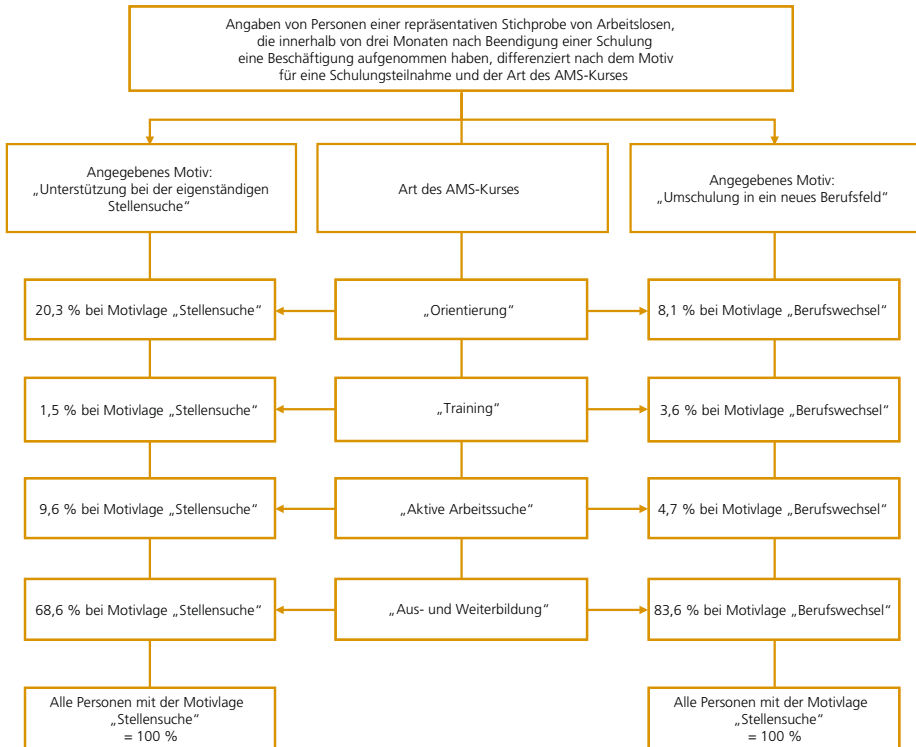 Angaben von Personen einer repräsentativen Stichprobe von Arbeitslosen,
die innerhalb von drei Monaten nach Beendigung einer Schulung
eine Beschäftigung aufgenommen haben, differenziert nach dem Motiv
für eine Schulungsteilnahme und der Art des AMS-Kurses
Angegebenes Motiv:
„Unterstützung bei der eigenständigen
Stellensuche“
Art des AMS-Kurses
Angegebenes Motiv:
„Umschulung in ein neues Berufsfeld“
20,3 % bei Motivlage „Stellensuche“
„Orientierung“
8,1 % bei Motivlage „Berufswechsel“
1,5 % bei Motivlage „Stellensuche“
„Training“
3,6 % bei Motivlage „Berufswechsel“
9,6 % bei Motivlage „Stellensuche“
„Aktive Arbeitssuche“
4,7 % bei Motivlage „Berufswechsel“
68,6 % bei Motivlage „Stellensuche“
„Aus- und Weiterbildung“
83,6 % bei Motivlage „Berufswechsel“
Alle Personen mit der Motivlage
„Stellensuche“
= 100 %
Alle Personen mit der Motivlage
„Stellensuche“
= 100 %